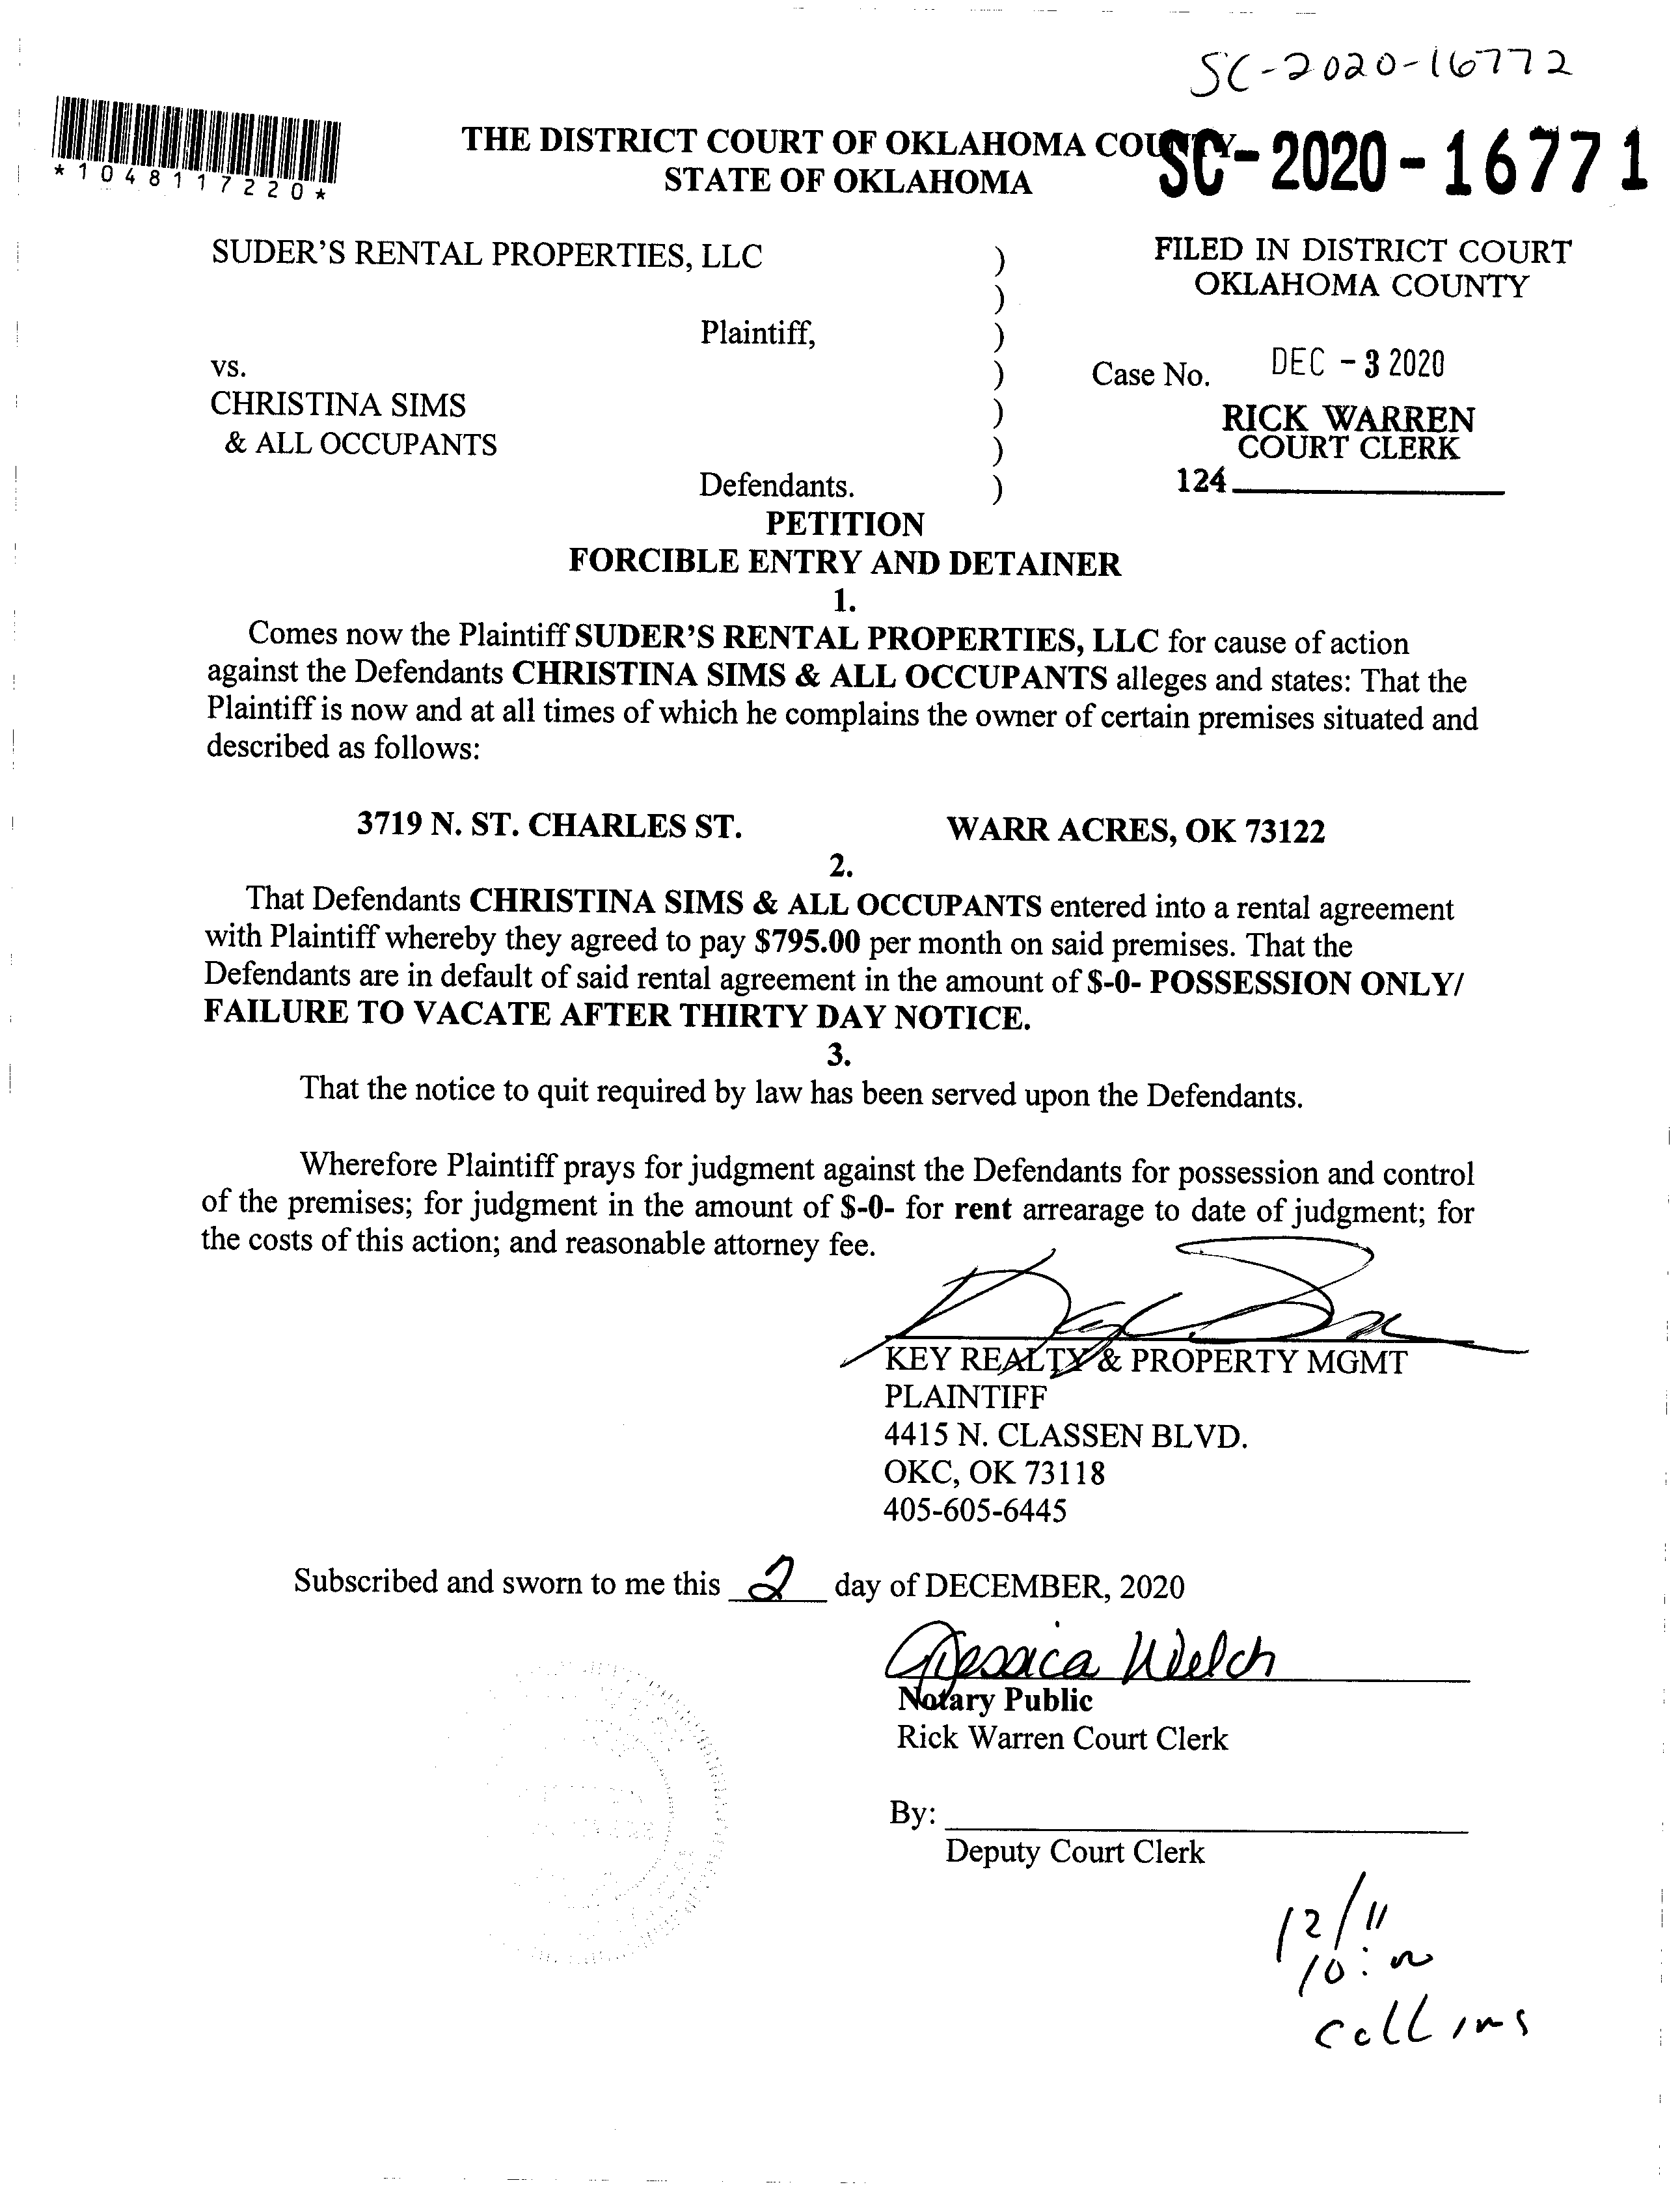 SC-2020-16772
*1048117220*
THE DISTRICT COURT OF OKLAHOMA COUNTY
SC-2020-16771
STATE OF OKLAHOMA
SUDER'S RENTAL PROPERTIES, LLC )
FILED IN DISTRICT COURT
OKLAHOMA COUNTY
)
Plaintiff, )
vs. ) Case No. DEC - 3 2020
CHRISTINA SIMS ) RICK WARREN
& ALL OCCUPANTS ) COURT CLERK
Defendants. ) 124
PETITION
FORCIBLE ENTRY AND DETAINER
1.
Comes now the Plaintiff SUDER'S RENTAL PROPERTIES, LLC for cause of action
against the Defendants CHRISTINA SIMS & ALL OCCUPANTS alleges and states: That the
Plaintiff is now and at all times of which he complains the owner of certain premises situated and
described as follows:
3719 N. ST. CHARLES ST. WARR ACRES, OK 73122
2.
That Defendants CHRISTINA SIMS & ALL OCCUPANTS entered into a rental agreement
with Plaintiff whereby they agreed to pay $795.00 per month on said premises. That the
Defendants are in default of said rental agreement in the amount of $-0- POSSESSION ONLY/
FAILURE TO VACATE AFTER THIRTY DAY NOTICE.
3.
That the notice to quit required by law has been served upon the Defendants.
Wherefore Plaintiff prays for judgment against the Defendants for possession and control
of the premises; for judgment in the amount of $-0- for rent arrearage to date of judgment; for
the costs of this action; and reasonable attorney fee.
KEY REALTY & PROPERTY MGMT
PLAINTIFF
4415 N. CLASSEN BLVD.
OKC, OK 73118
405-605-6445
Subscribed and sworn to me this 2 day of DECEMBER, 2020
Jessica Welch
Notary Public
Rick Warren Court Clerk
By:
Deputy Court Clerk
12/11
Collins